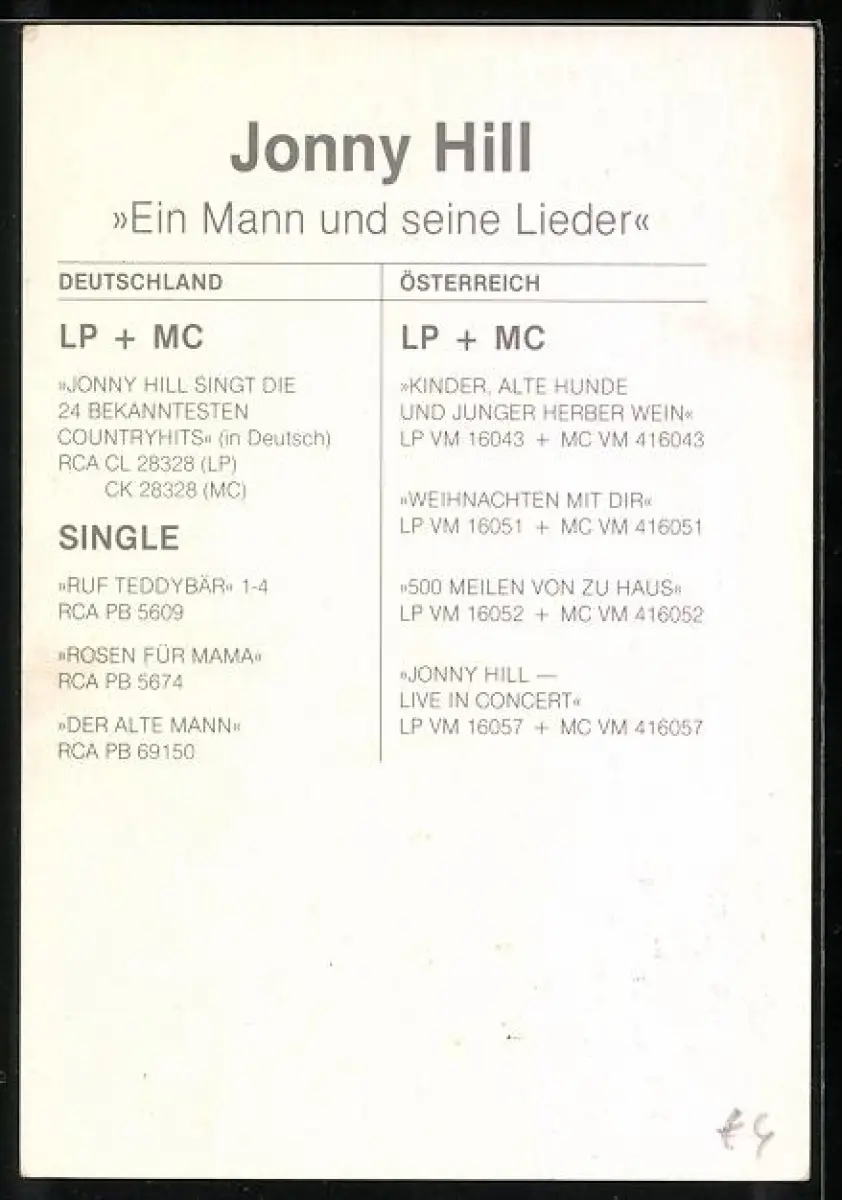 Jonny Hill
»Ein Mann und seine Lieder«
DEUTSCHLAND
LP + MC
»JONNY HILL SINGT DIE
24 BEKANNTESTEN
COUNTRYHITS« (in Deutsch)
RCA CL 28328 (LP)
CK 28328 (MC)
SINGLE
»RUF TEDDYBÄR« 1-4
RCA PB 5609
»ROSEN FÜR MAMA«
RCA PB 5674
»DER ALTE MANN«
RCA PB 69150
ÖSTERREICH
LP + MC
»KINDER, ALTE HUNDE
UND JUNGER HERBER WEIN«
LP VM 16043 + MC VM 416043
»WEIHNACHTEN MIT DIR«
LP VM 16051 + MC VM 416051
»500 MEILEN VON ZU HAUS«
LP VM 16052 + MC VM 416052
»JONNY HILL —
LIVE IN CONCERT«
LP VM 16057 + MC VM 416057